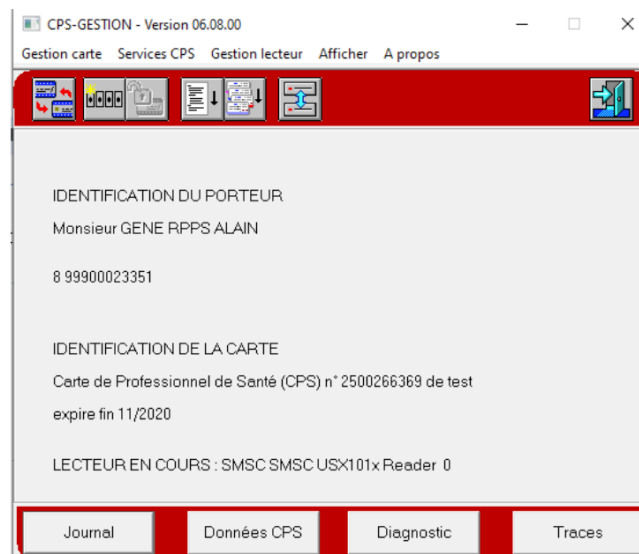 CPS-GESTION - Version 06.08.00
Gestion carte Services CPS Gestion lecteur Afficher A propos
IDENTIFICATION DU PORTEUR
Monsieur GENE RPPS ALAIN
8 99900023351
IDENTIFICATION DE LA CARTE
Carte de Professionnel de Santé (CPS) n° 2500266369 de test
expire fin 11/2020
LECTEUR EN COURS : SMSC SMSC USX101x Reader 0
Journal Données CPS Diagnostic Traces